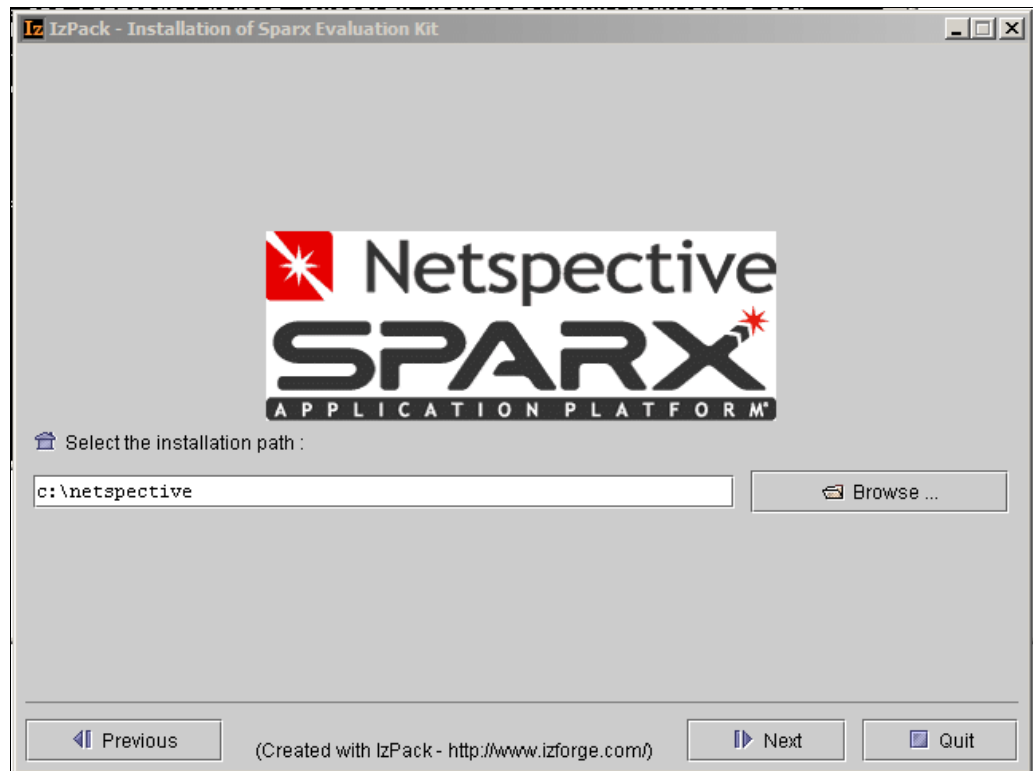 Iz IzPack - Installation of Sparx Evaluation Kit
Netspective
SPARX
APPLICATION PLATFORM
Select the installation path :
c:\netspective
Browse ...
Previous
(Created with IzPack - http://www.izforge.com/)
Next
Quit